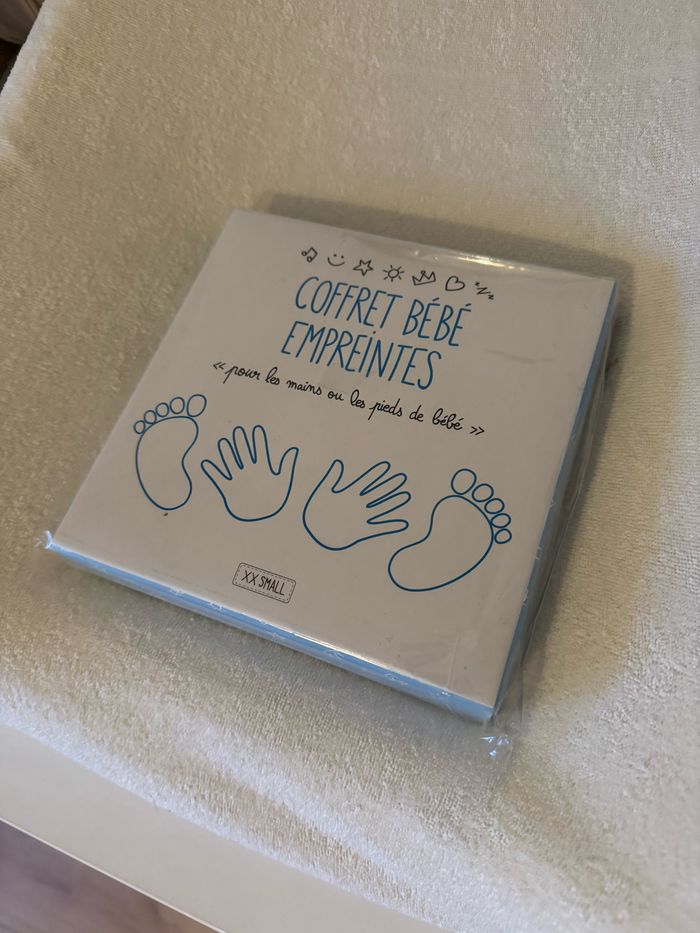 COFFRET BÉBÉ
EMPREINTES
« pour les mains ou les pieds de bébé »
XX SMALL